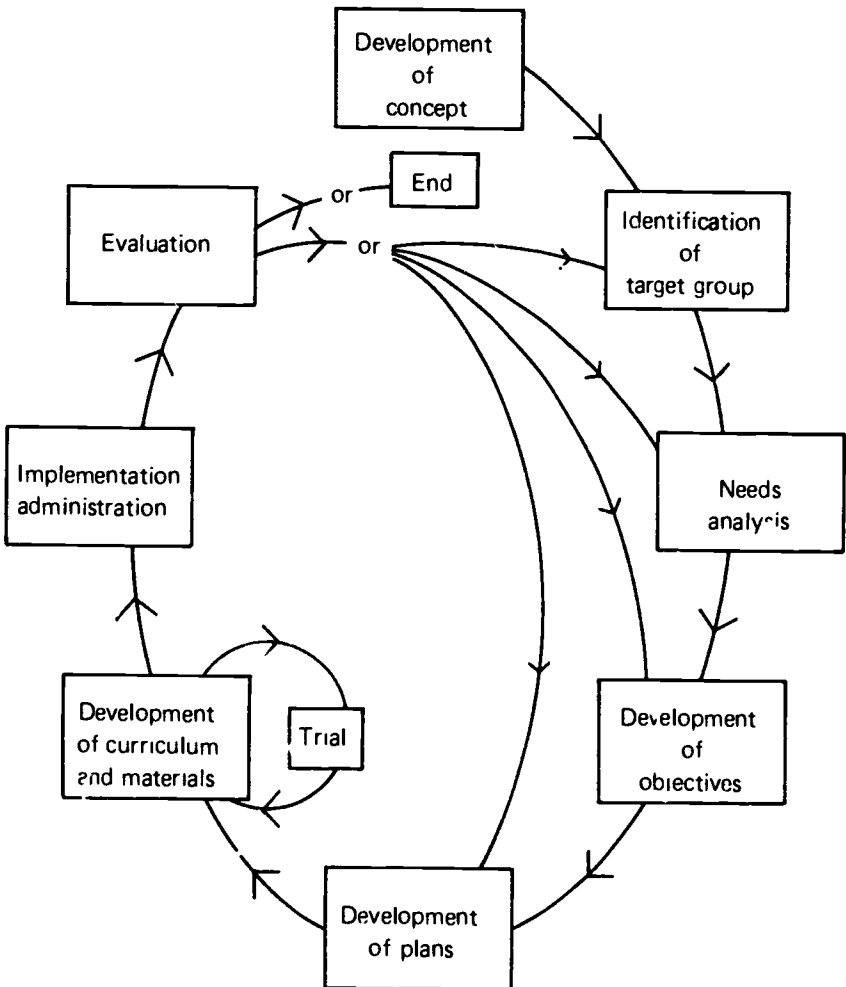 Development
of
concept
End
or
Evaluation
or
Identification
of
target group
Implementation
administration
Needs
analysis
Development
of curriculum
and materials
Trial
Development
of
objectives
Development
of plans